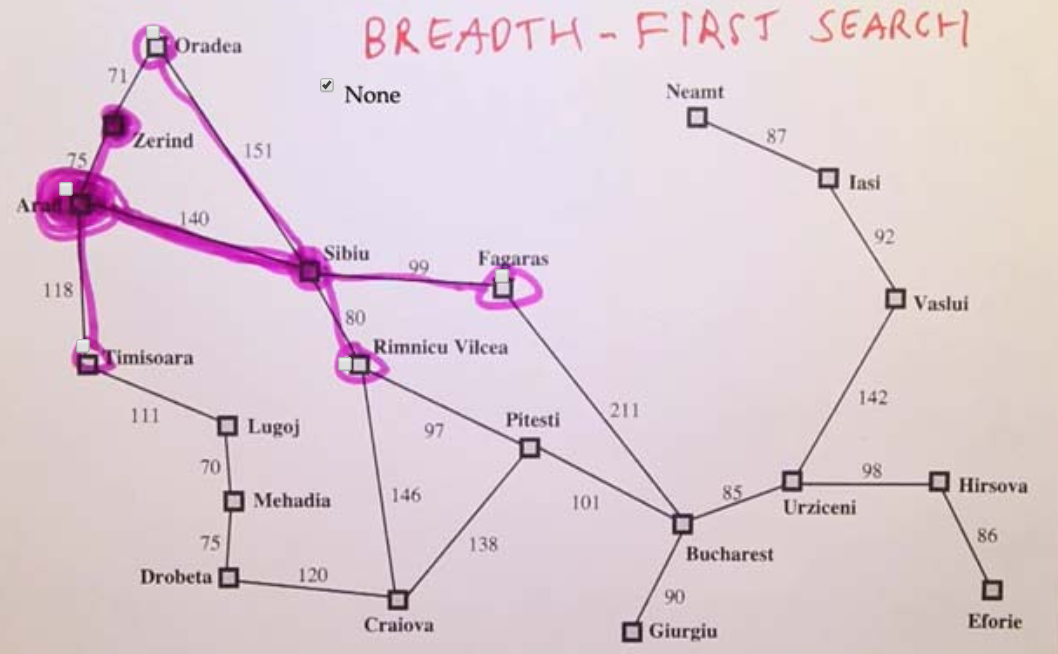 BREADTH - FIRST SEARCH
Oradea
71
None
Neamt
87
Zerind
151
75
Iasi
Arad
140
92
Sibiu
Fagaras
99
118
Vaslui
80
Timisoara
Rimnicu Vilcea
142
111
Lugoj
97
Pitesti
211
70
98
Mehadia
146
101
85
Hirsova
Urziceni
75
138
86
Bucharest
Drobeta
120
90
Craiova
Giurgiu
Eforie